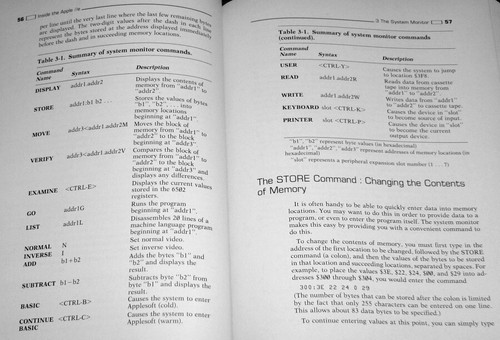 56 Inside the Apple //e
per line until the very last line where the last few remaining bytes
are displayed. The two-digit values after the dash in each line
represent the bytes stored at the address displayed immediately
before the dash and in succeeding memory locations.
Table 3-1. Summary of system monitor commands.
Command
Name Syntax Description
DISPLAY addr1.addr2 Displays the contents of
memory from "addr1" to
"addr2".
STORE addr1:b1 b2 . . . Stores the values of bytes
"b1", "b2", . . . into
memory locations
beginning at "addr1".
MOVE addr3<addr1.addr2M Moves the block of
memory from "addr1" to
"addr2" to the block
beginning at "addr3"
VERIFY addr3<addr1.addr2V Compares the block of
memory from "addr1" to
"addr2" to the block
beginning at "addr3" and
displays any differences.
EXAMINE <CTRL-E> Displays the current values
stored in the 6502
registers.
GO addr1G Runs the program
beginning at "addr1".
LIST addr1L Disassembles 20 lines of a
machine language program
beginning at "addr1".
NORMAL N Set normal video.
INVERSE I Set inverse video.
ADD b1+b2 Adds the bytes "b1" and
"b2" and displays the
result.
SUBTRACT b1-b2 Subtracts byte "b2" from
byte "b1" and displays the
result.
BASIC <CTRL-B> Causes the system to enter
Applesoft (cold).
CONTINUE <CTRL-C> Causes the system to enter
BASIC Applesoft (warm).
3 The System Monitor 57
Table 3-1. Summary of system monitor commands
(continued).
Command
Name Syntax Description
USER <CTRL-Y> Causes the system to jump
to location $3F8.
READ addr1.addr2R Reads data from cassette
tape into memory from
"addr1" to "addr2".
WRITE addr1.addr2W Writes data from "addr1"
to "addr2" to cassette tape.
KEYBOARD slot <CTRL-K> Causes the device in "slot"
to become source of input.
PRINTER slot <CTRL-P> Causes the device in "slot"
to become the current
output device.
"b1", "b2" represent byte values (in hexadecimal)
"addr1", "addr2", "addr3" represent addresses of memory locations (in
hexadecimal)
"slot" represents a peripheral expansion slot number (1 . . . 7)
The STORE Command : Changing the Contents
of Memory
It is often handy to be able to quickly enter data into memory
locations. You may want to do this in order to provide data to a
program, or even to enter the program itself. The system monitor
makes this easy by providing you with a convenient command to
do this.
To change the contents of memory, you must first type in the
address of the first location to be changed, followed by the STORE
command (a colon), and then the values of the bytes to be stored
in that location and succeeding locations, separated by spaces. For
example, to place the values $3E, $22, $24, $00, and $29 into ad-
dresses $300 through $304, you would enter the command
300:3E 22 24 0 29
(The number of bytes that can be stored after the colon is limited
by the fact that only 255 characters can be entered on one line.
This allows about 83 data bytes to be specified.)
To continue entering values at this point, you can simply type